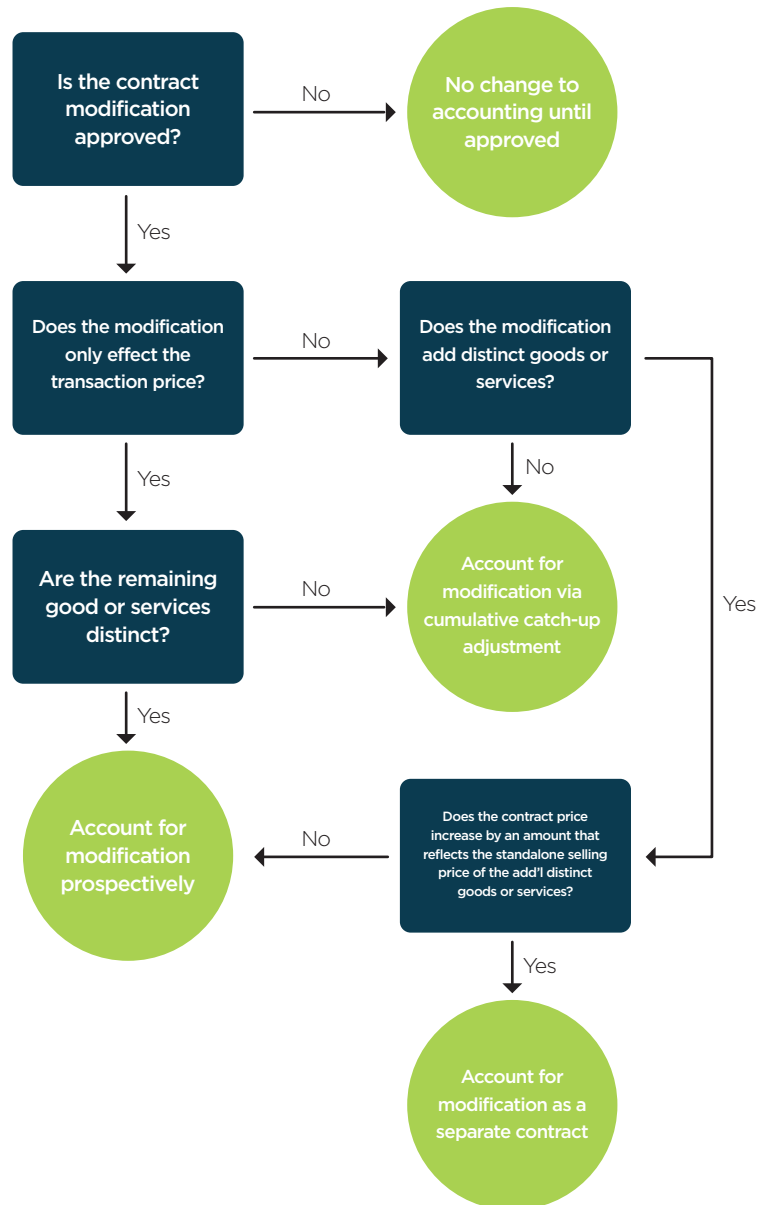 Is the contract
modification
approved?
No
No change to
accounting until
approved
Yes
Does the modification
only effect the
transaction price?
No
Does the modification
add distinct goods or
services?
Yes
No
Are the remaining
good or services
distinct?
No
Account for
modification via
cumulative catch-up
adjustment
Yes
Yes
Account for
modification
prospectively
No
Does the contract price
increase by an amount that
reflects the standalone selling
price of the add'l distinct
goods or services?
Yes
Account for
modification as a
separate contract